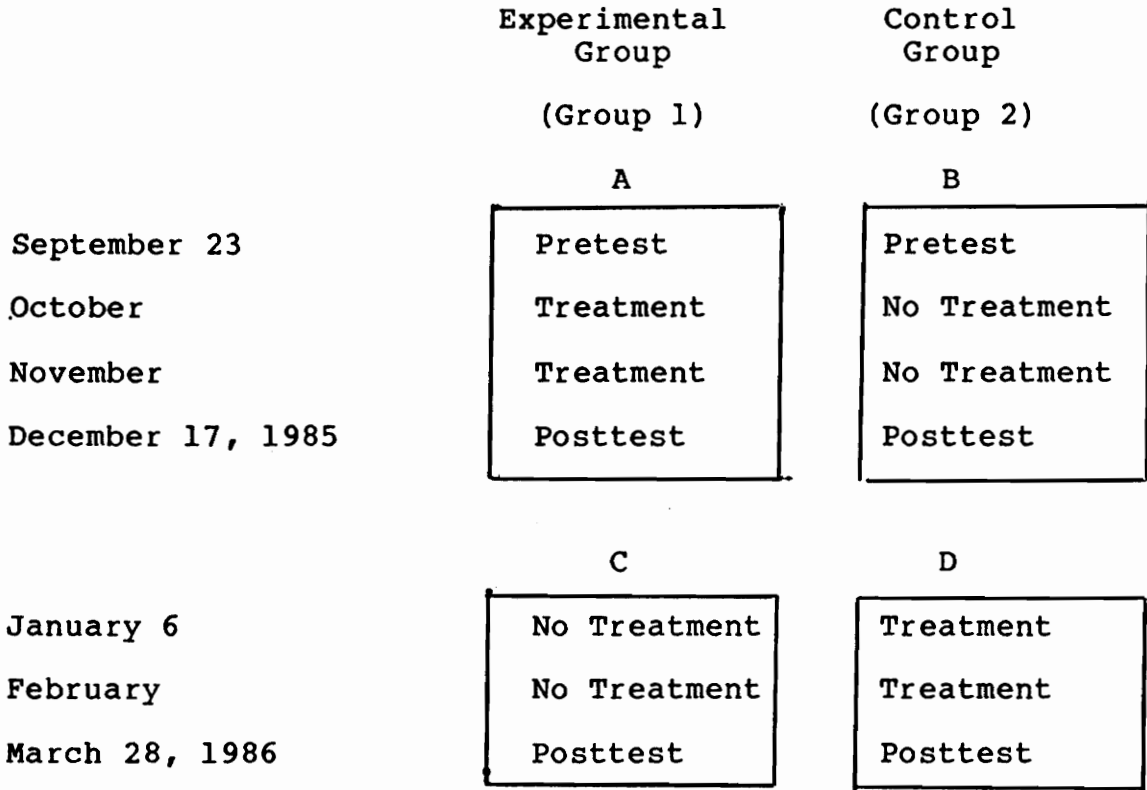 Experimental Control
Group Group
(Group 1) (Group 2)
A B
September 23 Pretest Pretest
October Treatment No Treatment
November Treatment No Treatment
December 17, 1985 Posttest Posttest
C D
January 6 No Treatment Treatment
February No Treatment Treatment
March 28, 1986 Posttest Posttest